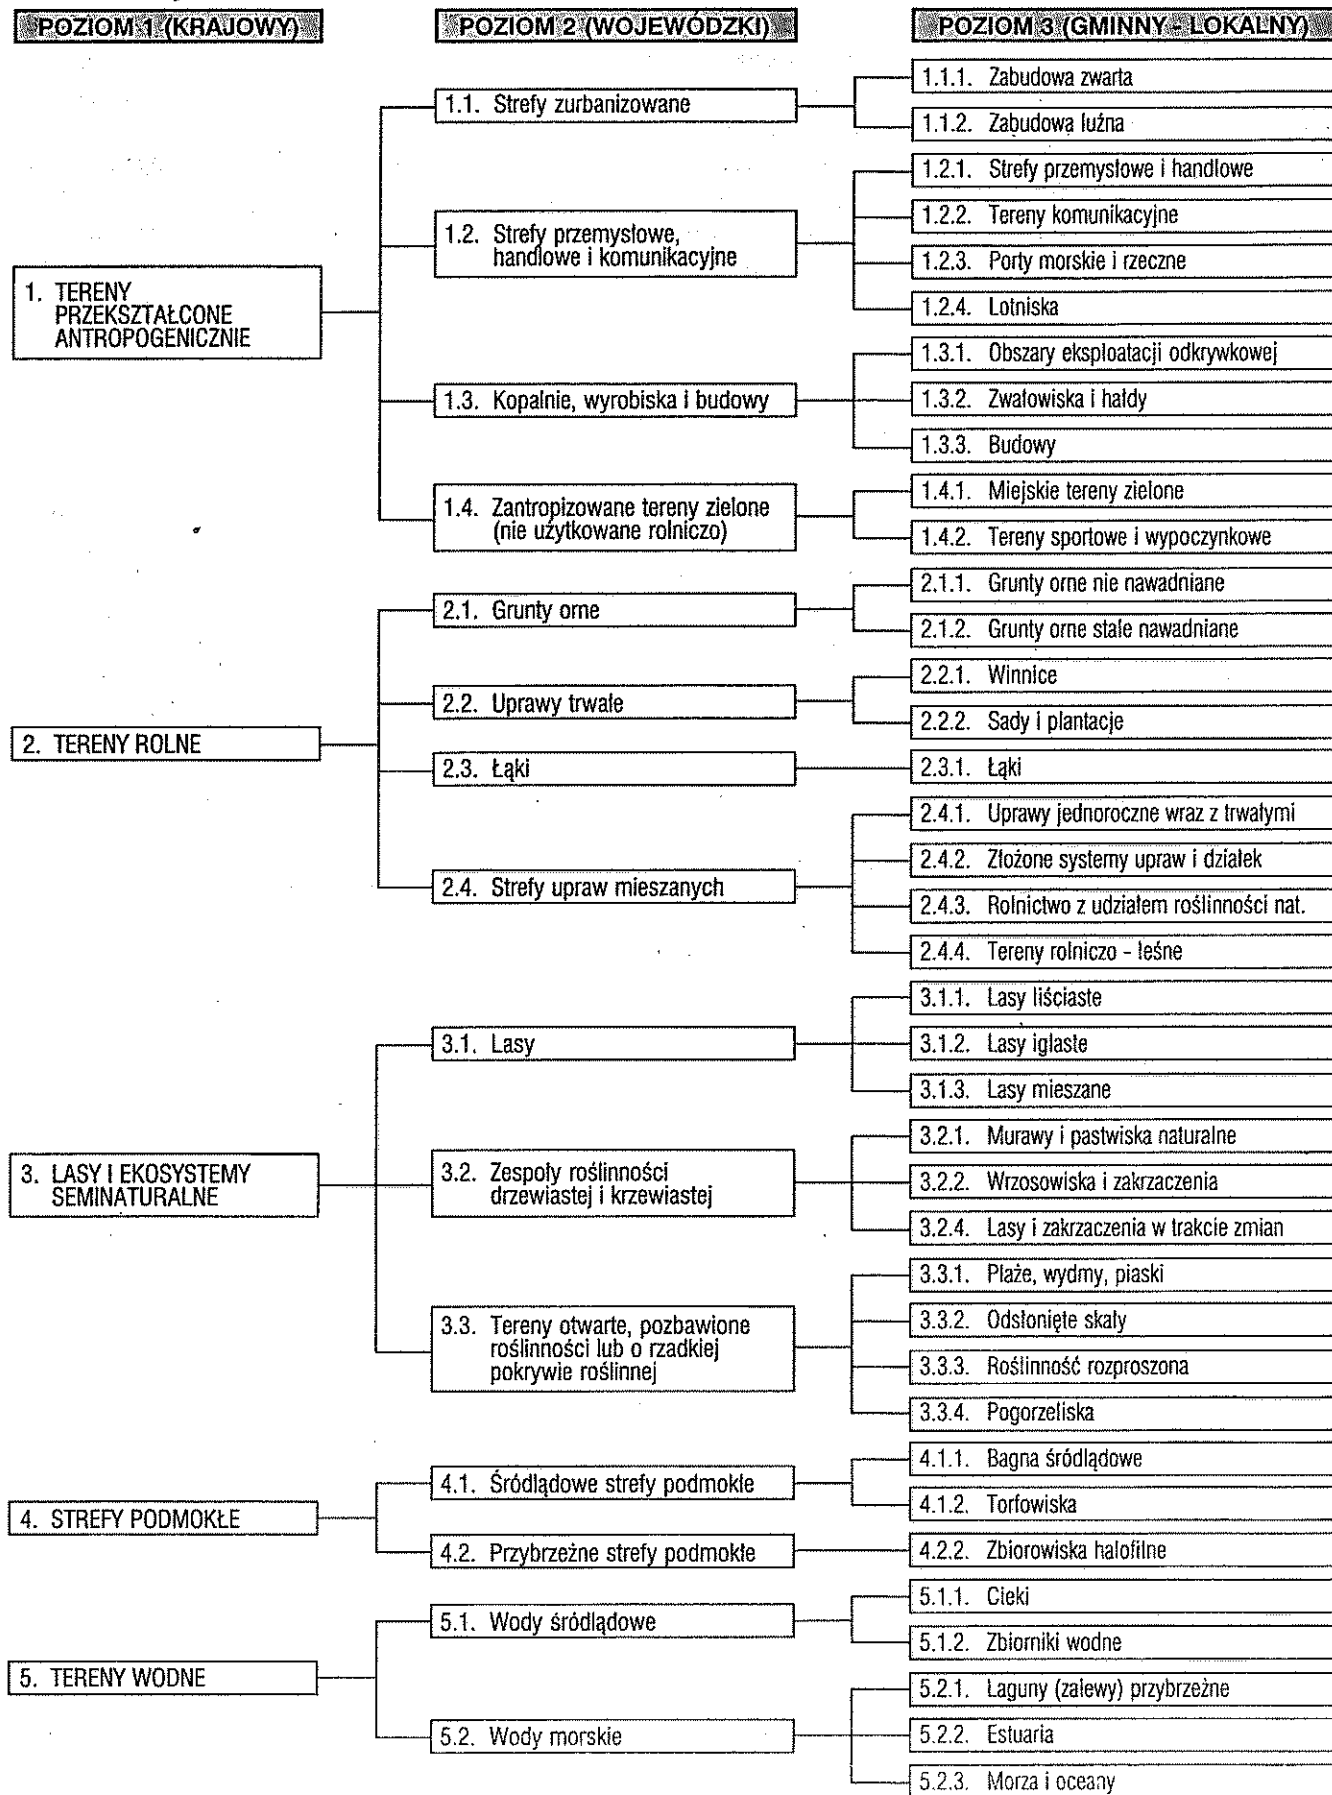 POZIOM 1 (KRAJOWY)
POZIOM 2 (WOJEWÓDZKI)
POZIOM 3 (GMINNY - LOKALNY)
1. TERENY
PRZEKSZTAŁCONE
ANTROPOGENICZNIE
1.1. Strefy zurbanizowane
1.1.1. Zabudowa zwarta
1.1.2. Zabudowa luźna
1.2. Strefy przemysłowe,
handlowe i komunikacyjne
1.2.1. Strefy przemysłowe i handlowe
1.2.2. Tereny komunikacyjne
1.2.3. Porty morskie i rzeczne
1.2.4. Lotniska
1.3. Kopalnie, wyrobiska i budowy
1.3.1. Obszary eksploatacji odkrywkowej
1.3.2. Zwałowiska i hałdy
1.3.3. Budowy
1.4. Zantropizowane tereny zielone
(nie użytkowane rolniczo)
1.4.1. Miejskie tereny zielone
1.4.2. Tereny sportowe i wypoczynkowe
2. TERENY ROLNE
2.1. Grunty orne
2.1.1. Grunty orne nie nawadniane
2.1.2. Grunty orne stale nawadniane
2.2. Uprawy trwałe
2.2.1. Winnice
2.2.2. Sady i plantacje
2.3. Łąki
2.3.1. Łąki
2.4. Strefy upraw mieszanych
2.4.1. Uprawy jednoroczne wraz z trwałymi
2.4.2. Złożone systemy upraw i działek
2.4.3. Rolnictwo z udziałem roślinności nat.
2.4.4. Tereny rolniczo - leśne
3. LASY I EKOSYSTEMY
SEMINATURALNE
3.1. Lasy
3.1.1. Lasy liściaste
3.1.2. Lasy iglaste
3.1.3. Lasy mieszane
3.2. Zespoły roślinności
drzewiastej i krzewiastej
3.2.1. Murawy i pastwiska naturalne
3.2.2. Wrzosowiska i zakrzaczenia
3.2.4. Lasy i zakrzaczenia w trakcie zmian
3.3. Tereny otwarte, pozbawione
roślinności lub o rzadkiej
pokrywie roślinnej
3.3.1. Plaże, wydmy, piaski
3.3.2. Odsłonięte skały
3.3.3. Roślinność rozproszona
3.3.4. Pogorzeliska
4. STREFY PODMOKŁE
4.1. Śródlądowe strefy podmokłe
4.1.1. Bagna śródlądowe
4.1.2. Torfowiska
4.2. Przybrzeżne strefy podmokłe
4.2.2. Zbiorowiska halofilne
5. TERENY WODNE
5.1. Wody śródlądowe
5.1.1. Cieki
5.1.2. Zbiorniki wodne
5.2. Wody morskie
5.2.1. Laguny (zalewy) przybrzeżne
5.2.2. Estuaria
5.2.3. Morza i oceany